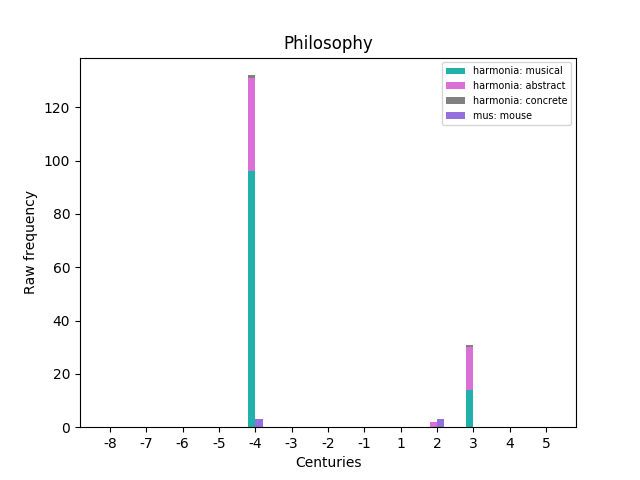 Philosophy
harmonia: musical
harmonia: abstract
harmonia: concrete
mus: mouse
Raw frequency
120
100
80
60
40
20
0
-8 -7 -6 -5 -4 -3 -2 -1 1 2 3 4 5
Centuries